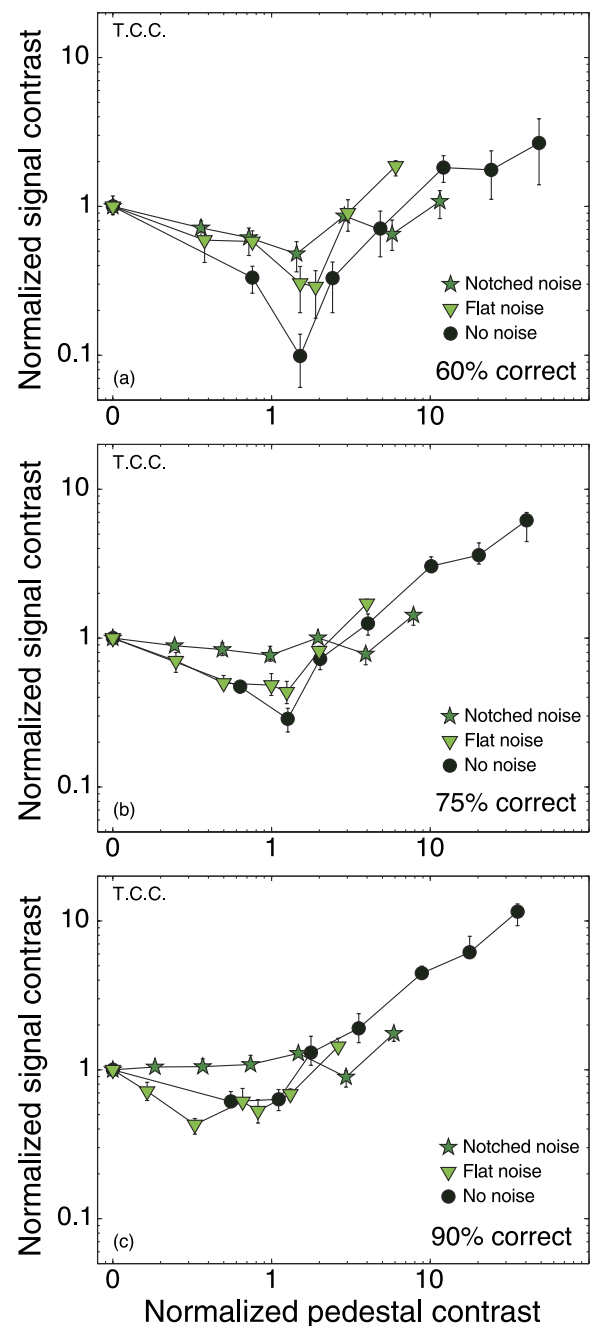 T.C.C.
Normalized signal contrast
10
1
0.1
Notched noise
Flat noise
No noise
(a)
60% correct
0 1 10
T.C.C.
Normalized signal contrast
10
1
0.1
Notched noise
Flat noise
No noise
(b)
75% correct
0 1 10
T.C.C.
Normalized signal contrast
10
1
0.1
Notched noise
Flat noise
No noise
(c)
90% correct
0 1 10
Normalized pedestal contrast